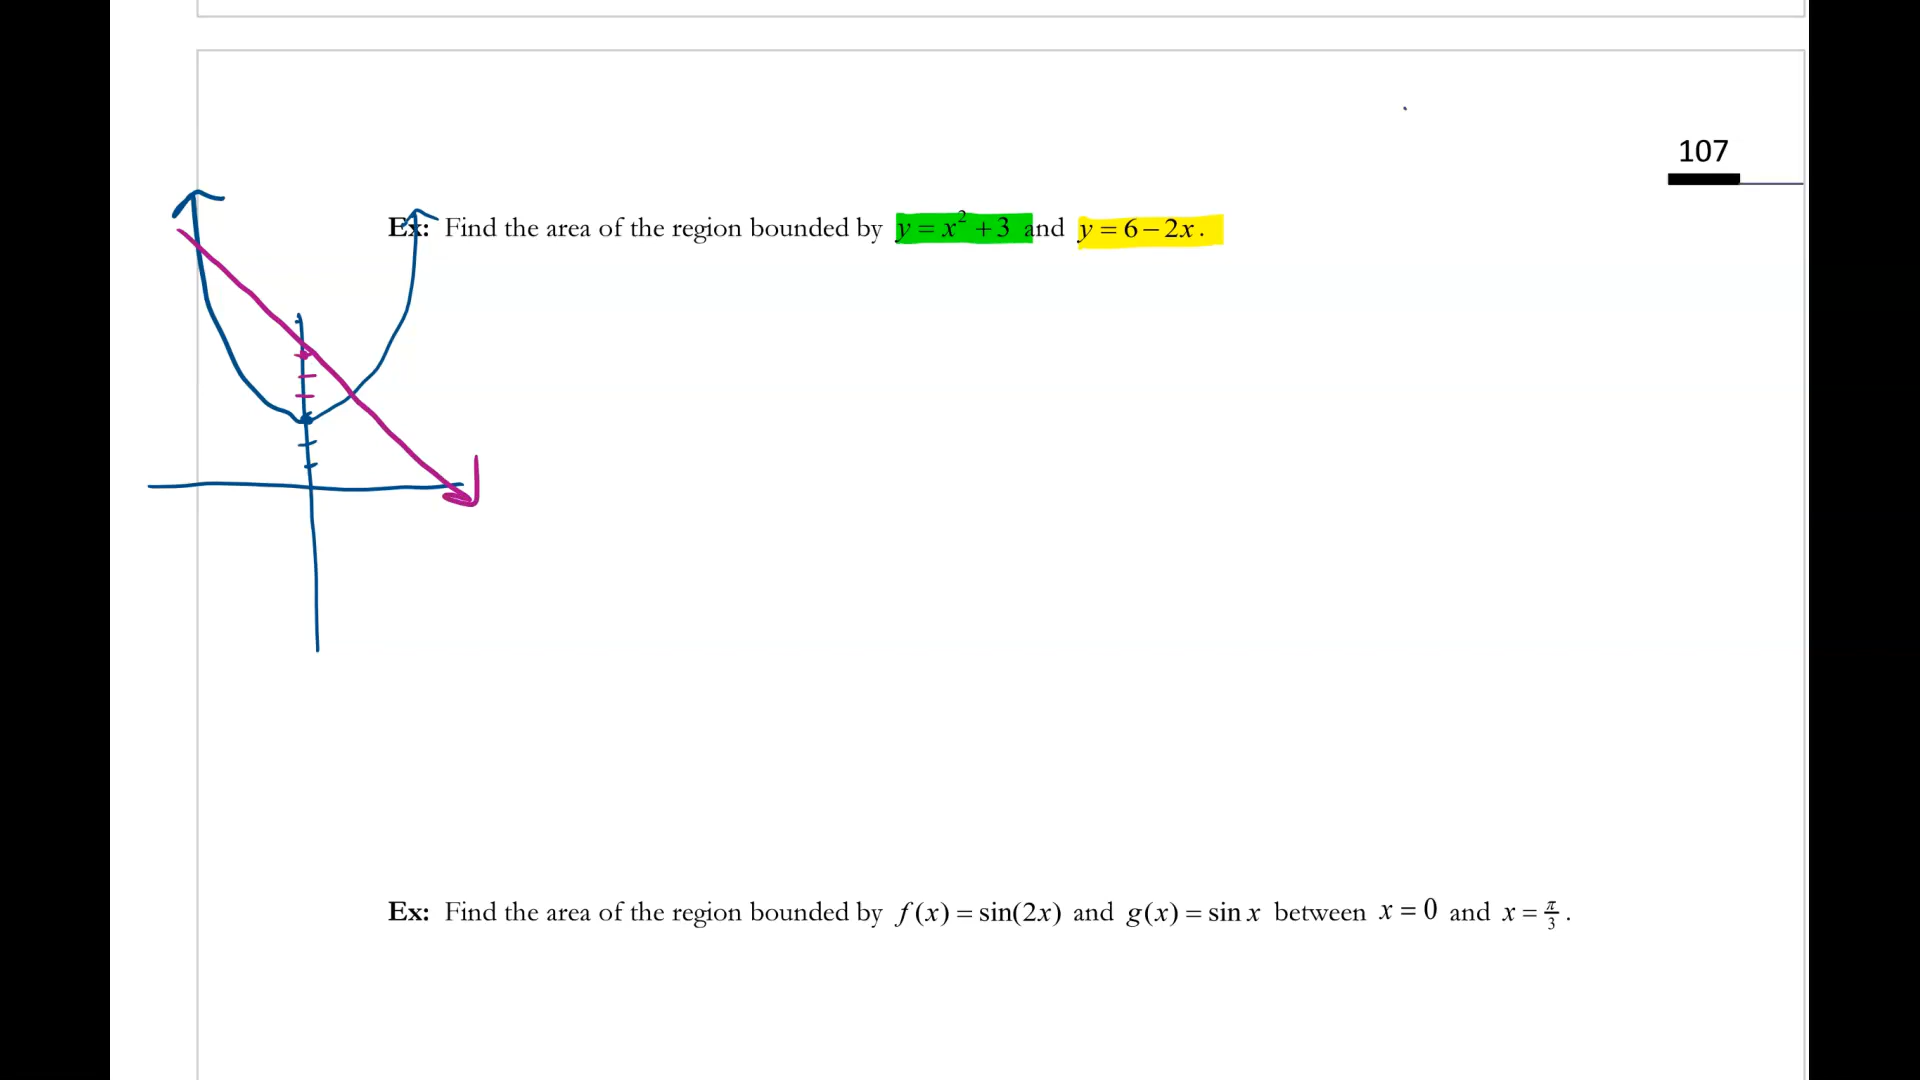 107
Ex: Find the area of the region bounded by y = x² + 3 and y = 6 − 2x.
Ex: Find the area of the region bounded by f(x) = sin(2x) and g(x) = sin x between x = 0 and x = π/3.